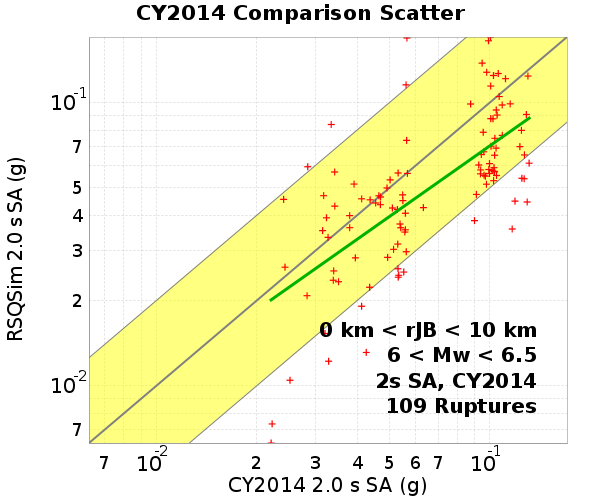 CY2014 Comparison Scatter
RSQSim 2.0 s SA (g)
10-1
7
5
4
3
2
10-2
7
0 km < rJB < 10 km
6 < Mw < 6.5
2s SA, CY2014
109 Ruptures
7 10-2 2 3 4 5 6 7 10-1
CY2014 2.0 s SA (g)